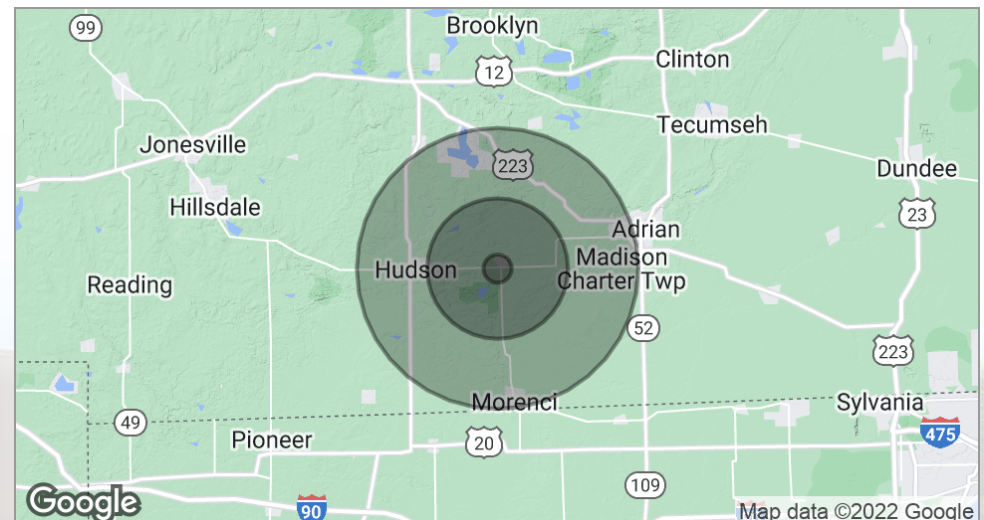 99
Brooklyn
12
Clinton
Tecumseh
Jonesville
223
Dundee
Hillsdale
23
Adrian
Madison
Charter Twp
Hudson
Reading
52
223
Morenci
Sylvania
49
Pioneer
20
475
109
90
Google
Map data ©2022 Google